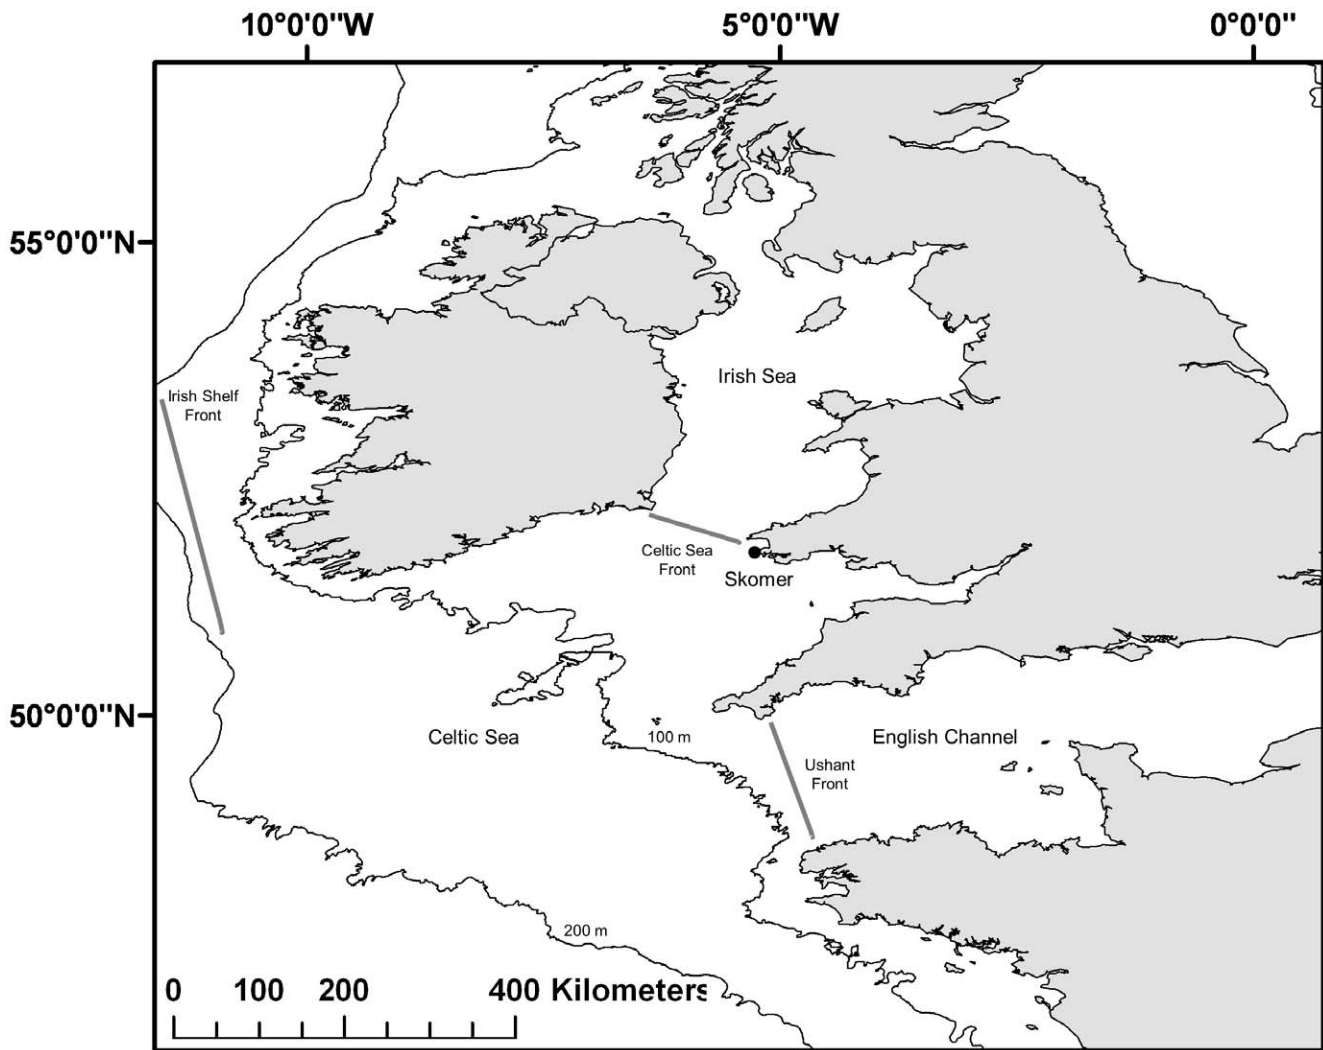 10°0'0"W 5°0'0"W 0°0'0"
55°0'0"N
Irish Sea
Irish Shelf
Front
Celtic Sea
Front
Skomer
50°0'0"N
Celtic Sea
100 m
English Channel
Ushant
Front
200 m
0 100 200 400 Kilometers